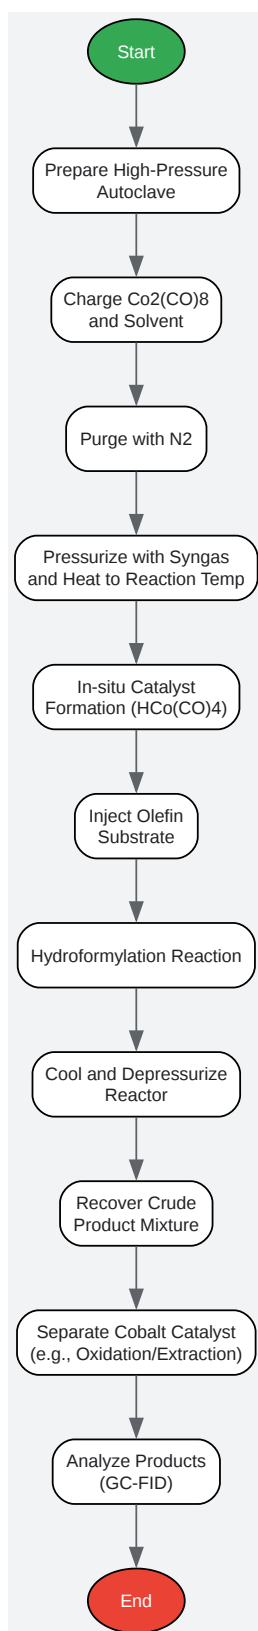 Start
Prepare High-Pressure
Autoclave
Charge Co2(CO)8
and Solvent
Purge with N2
Pressurize with Syngas
and Heat to Reaction Temp
In-situ Catalyst
Formation (HCo(CO)4)
Inject Olefin
Substrate
Hydroformylation Reaction
Cool and Depressurize
Reactor
Recover Crude
Product Mixture
Separate Cobalt Catalyst
(e.g., Oxidation/Extraction)
Analyze Products
(GC-FID)
End